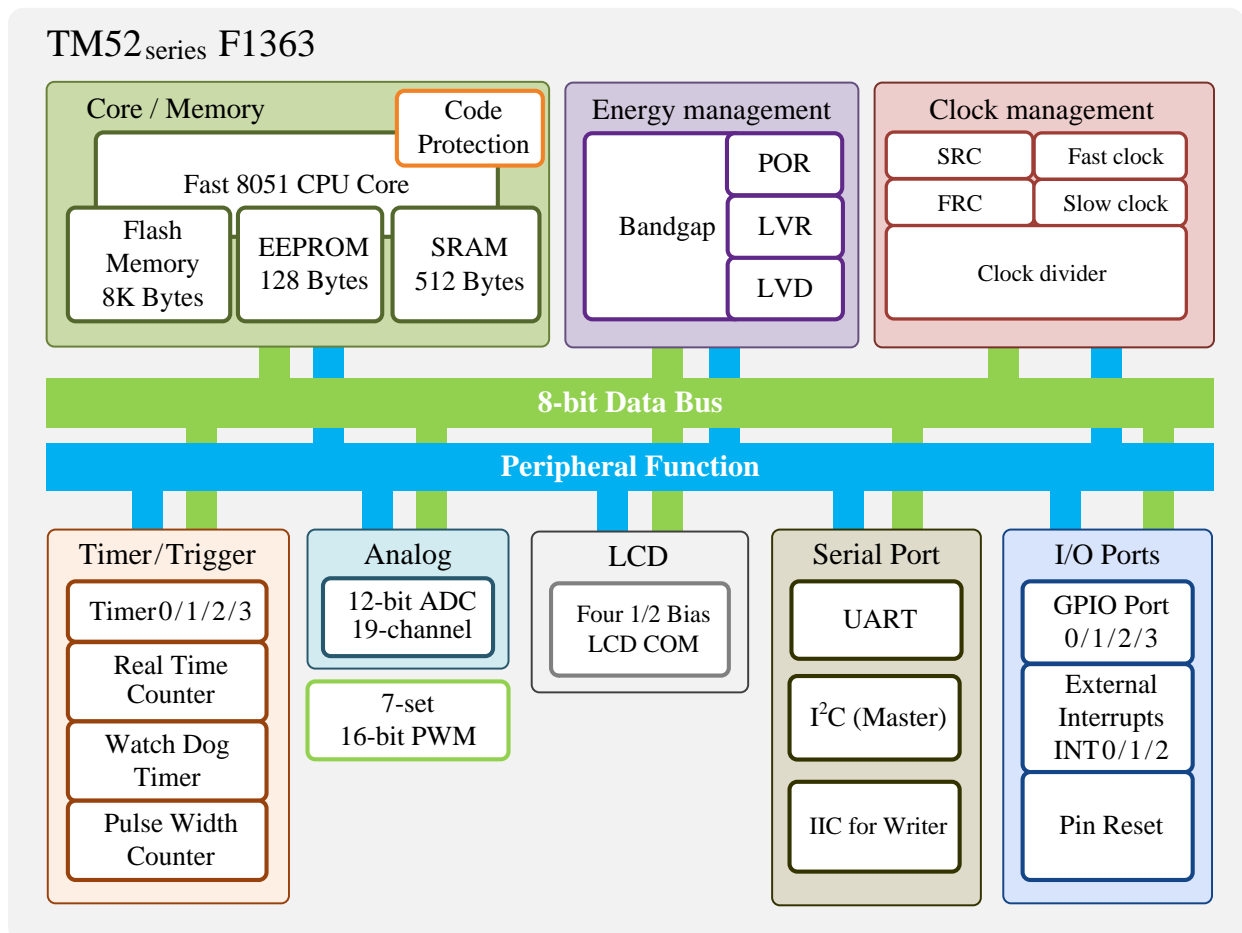 TM52 series F1363
Core / Memory
Code
Protection
Fast 8051 CPU Core
Flash
Memory
8K Bytes
EEPROM
128 Bytes
SRAM
512 Bytes
Energy management
Bandgap
POR
LVR
LVD
Clock management
SRC
Fast clock
FRC
Slow clock
Clock divider
8-bit Data Bus
Peripheral Function
Timer/Trigger
Timer0/1/2/3
Real Time
Counter
Watch Dog
Timer
Pulse Width
Counter
Analog
12-bit ADC
19-channel
7-set
16-bit PWM
LCD
Four 1/2 Bias
LCD COM
Serial Port
UART
I²C (Master)
IIC for Writer
I/O Ports
GPIO Port
0/1/2/3
External
Interrupts
INT0/1/2
Pin Reset